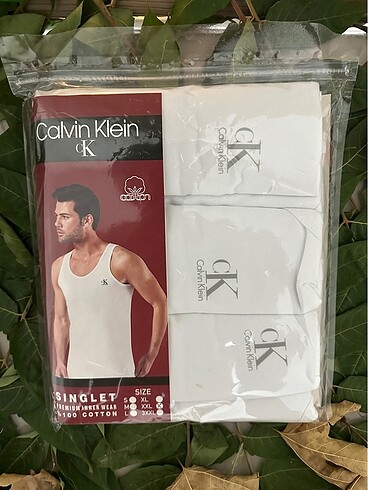 Calvin Klein
cK
cotton
cK
SINGLET
PREMIUM INNER WEAR
%100 COTTON
SIZE
S XL
M XXL
L 3XXL
cK
Calvin Klein
cK
Calvin Klein
cK
Calvin Klein